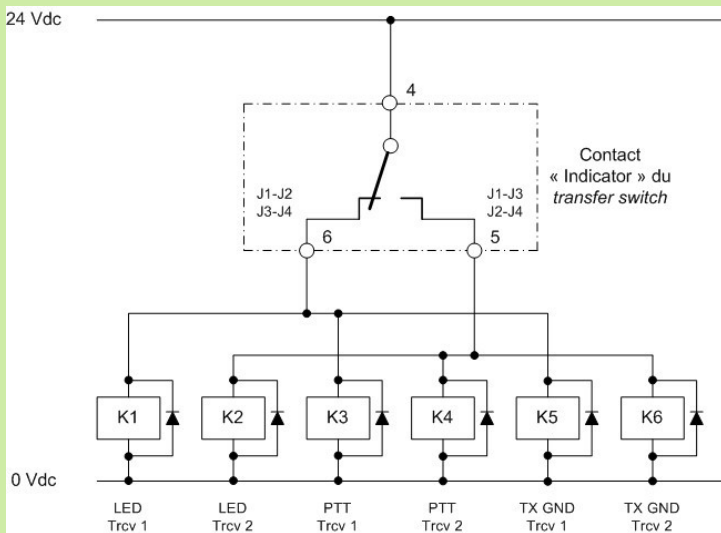 24 Vdc
4
Contact
« Indicator » du
transfer switch
J1-J2
J3-J4
J1-J3
J2-J4
6
5
K1
K2
K3
K4
K5
K6
0 Vdc
LED
Trcv 1
LED
Trcv 2
PTT
Trcv 1
PTT
Trcv 2
TX GND
Trcv 1
TX GND
Trcv 2